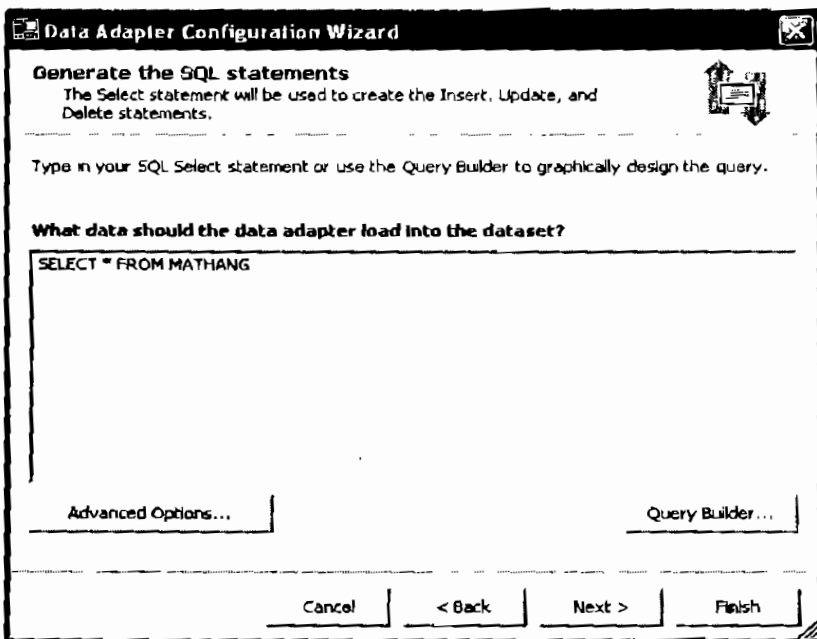 Data Adapter Configuration Wizard
Generate the SQL statements
The Select statement will be used to create the Insert, Update, and
Delete statements.
Type in your SQL Select statement or use the Query Builder to graphically design the query.
What data should the data adapter load into the dataset?
SELECT * FROM MATHANG
Advanced Options...
Query Builder...
Cancel
< Back
Next >
Finish